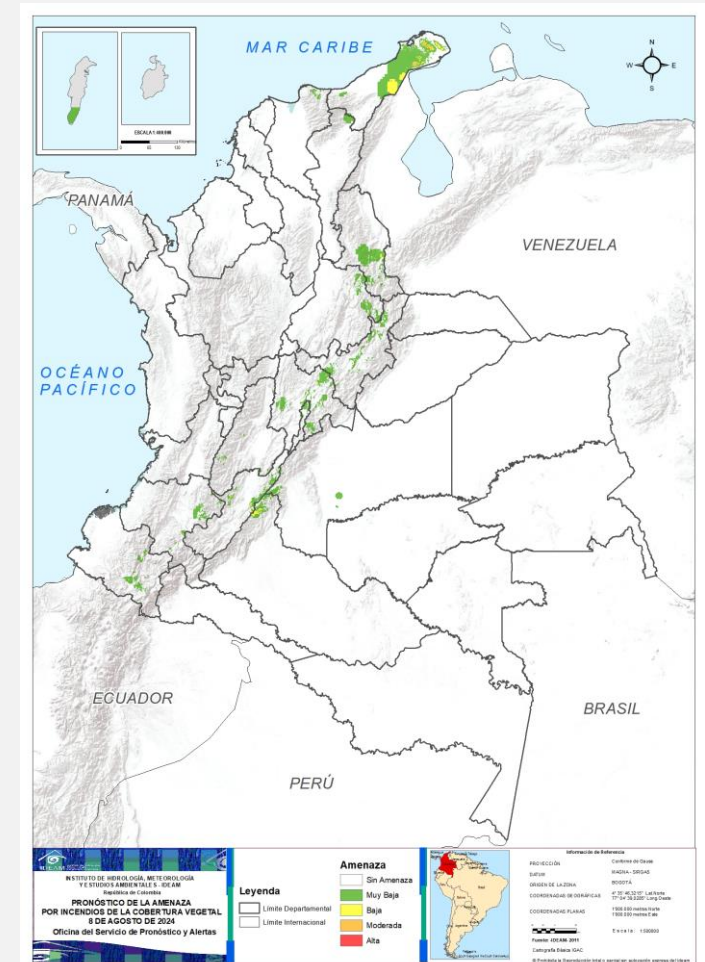 MAR CARIBE
N
W
E
S
PANAMÁ
VENEZUELA
OCÉANO
PACÍFICO
ECUADOR
BRASIL
PERÚ
IDEAM
INSTITUTO DE HIDROLOGÍA, METEOROLOGÍA
Y ESTUDIOS AMBIENTALES - IDEAM
República de Colombia
PRONÓSTICO DE LA AMENAZA
POR INCENDIOS DE LA COBERTURA VEGETAL
8 DE AGOSTO DE 2024
Oficina del Servicio de Pronóstico y Alertas
Leyenda
Límite Departamental
Límite Internacional
Amenaza
Sin Amenaza
Muy Baja
Baja
Moderada
Alta
Información de Referencia
PROYECCIÓN
DATUM
MAGNA - SIRGAS
ORIGEN DE LA ZONA
BOGOTÁ
COORDENADAS GEOGRÁFICAS
COORDENADAS PLANAS
Fuente: IDEAM 2011
Cartografía Básica IGAC